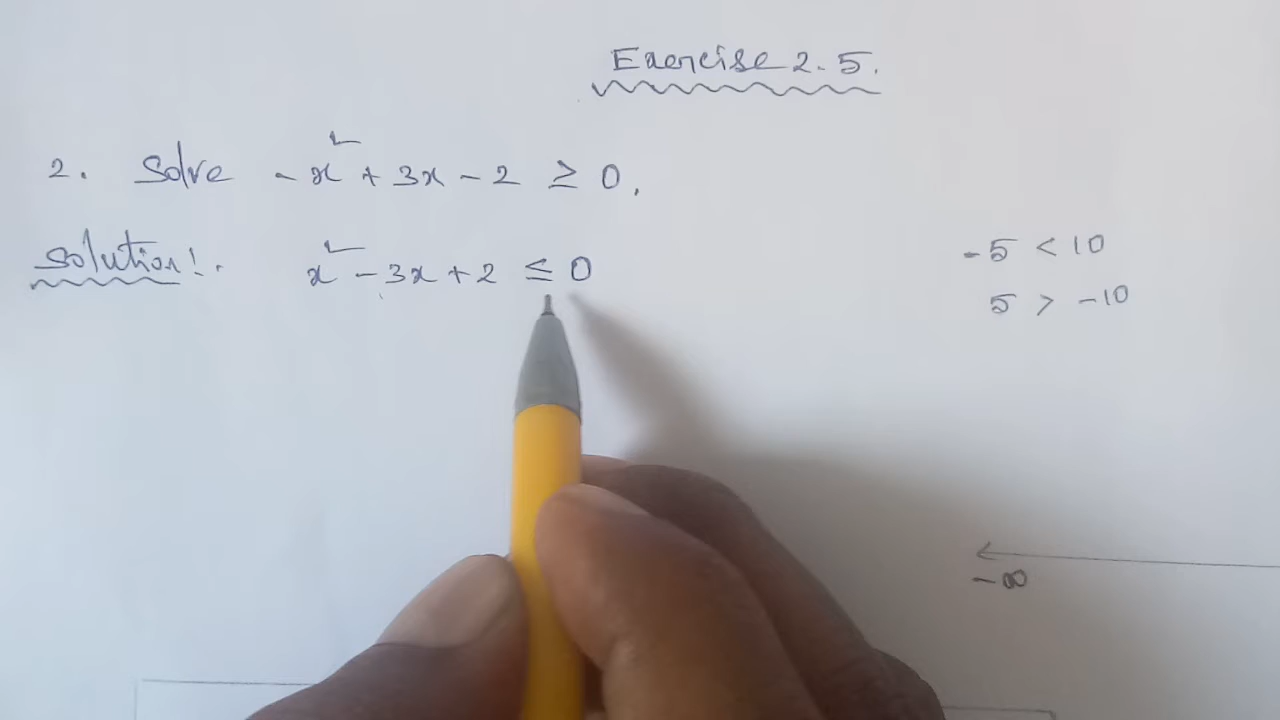 Exercise 2.5.
2. Solve -x² + 3x - 2 ≥ 0.
Solution:. x² - 3x + 2 ≤ 0
-5 < 10
5 > -10
-∞